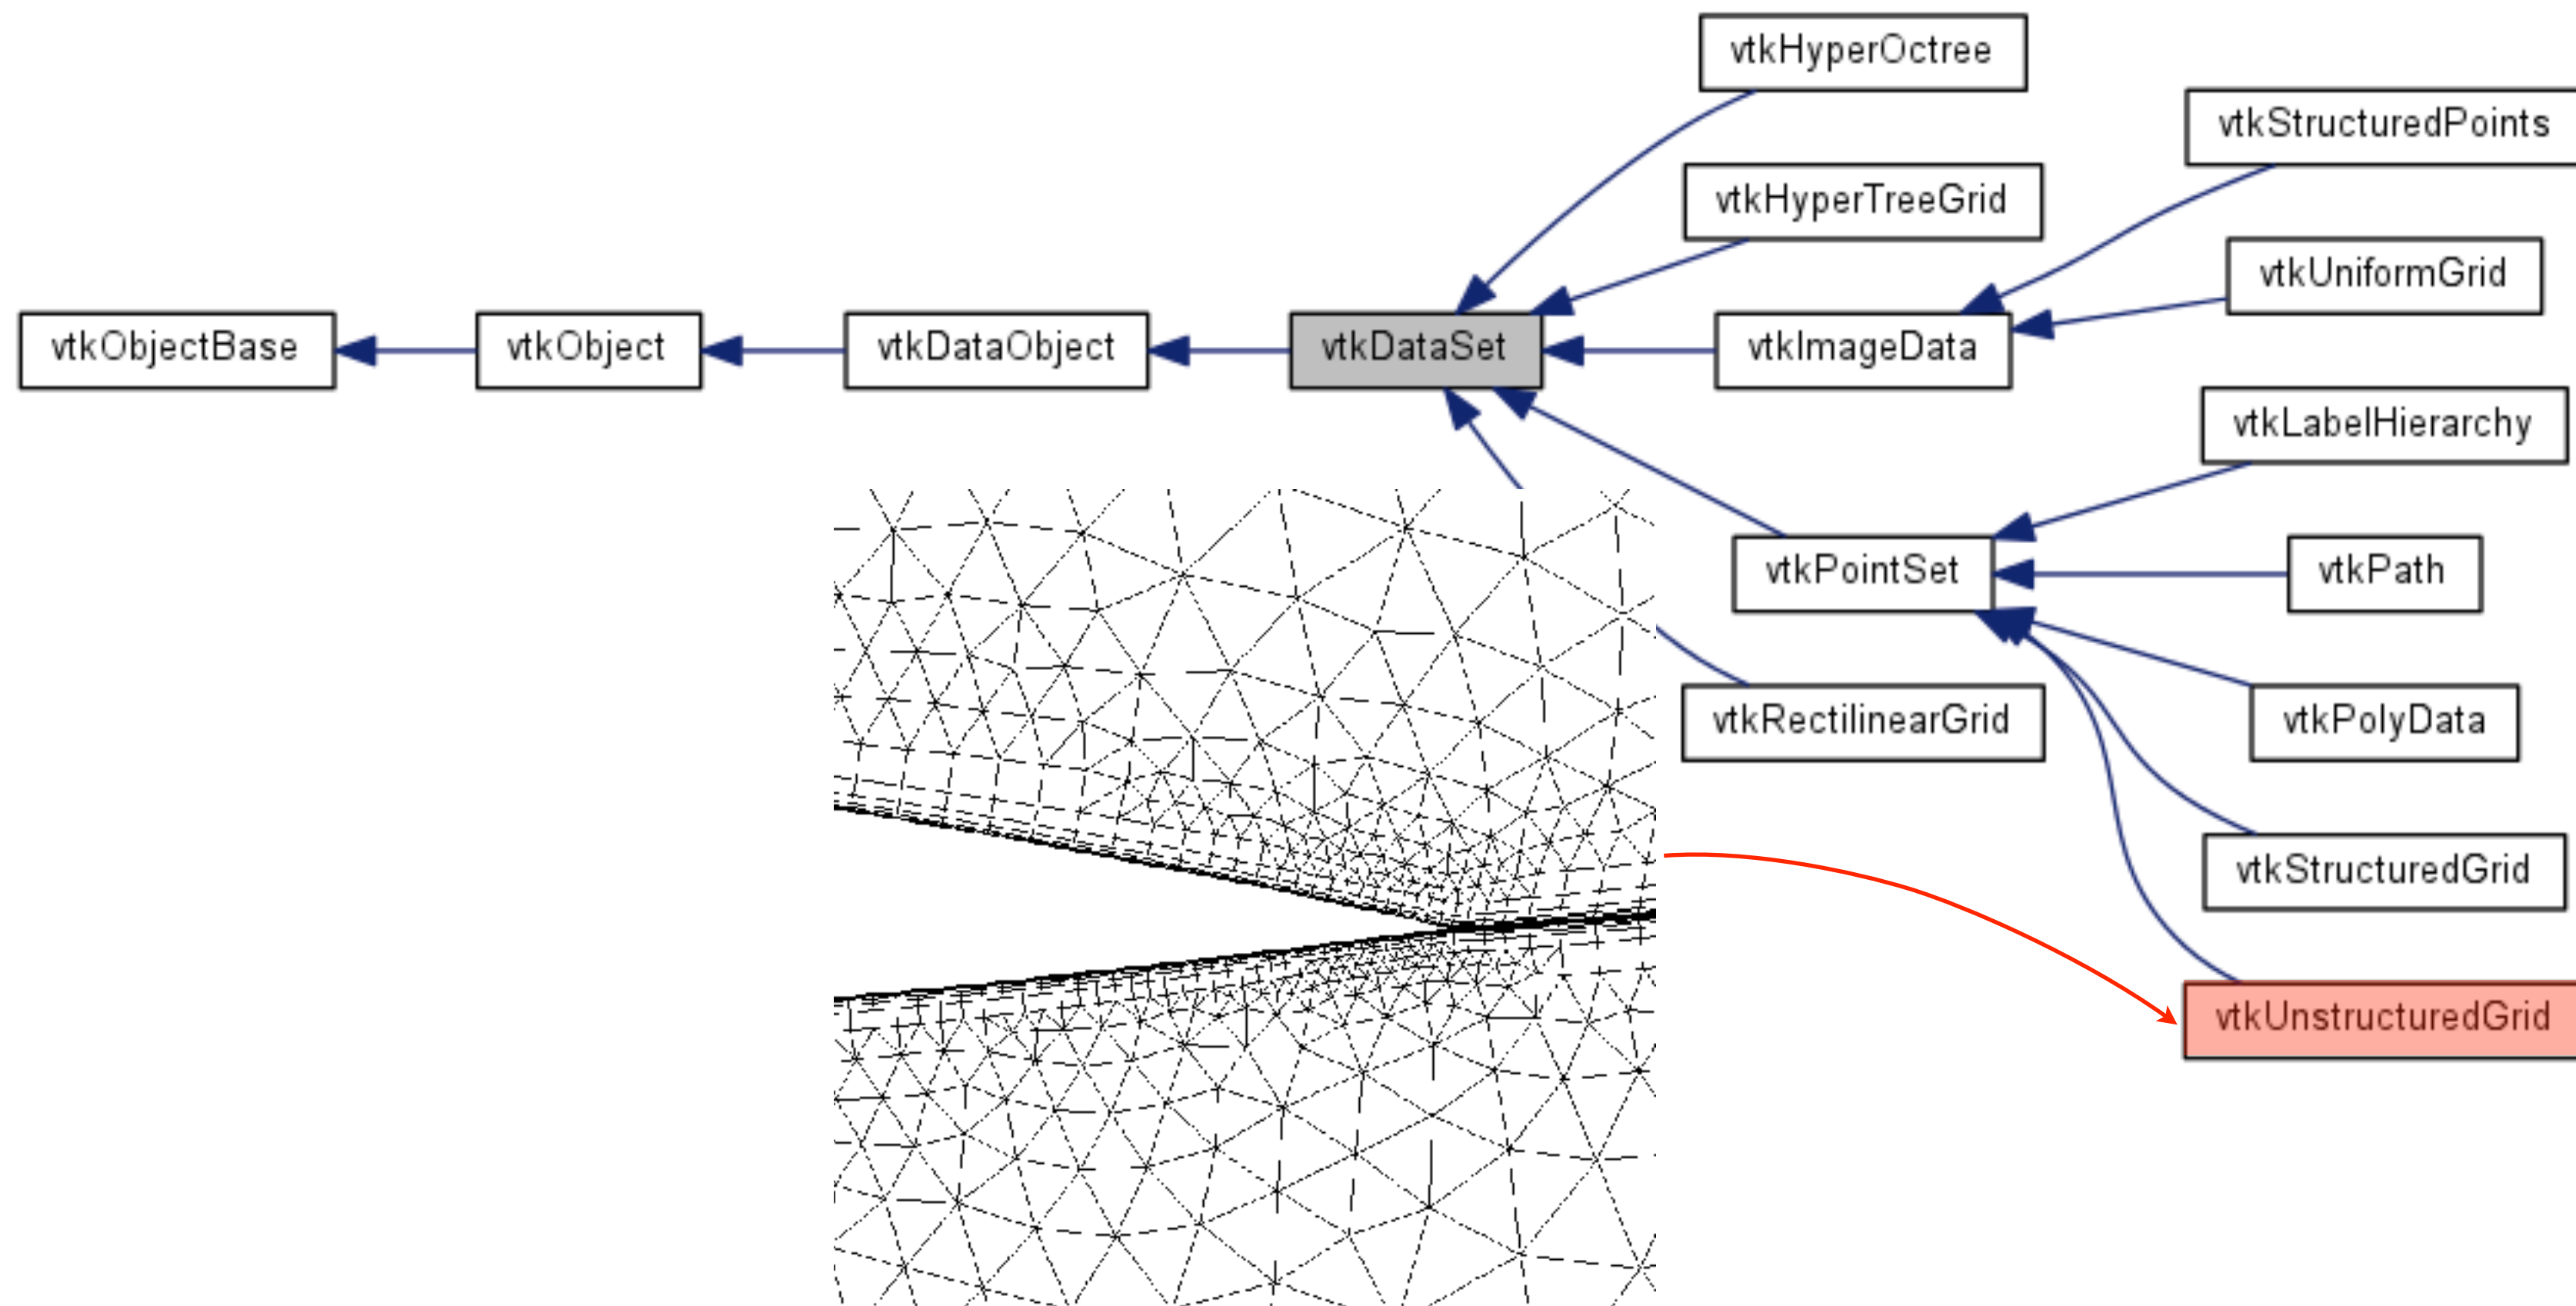 vtkHyperOctree
vtkStructuredPoints
vtkHyperTreeGrid
vtkUniformGrid
vtkObjectBase
vtkObject
vtkDataObject
vtkDataSet
vtkImageData
vtkLabelHierarchy
vtkPointSet
vtkPath
vtkRectilinearGrid
vtkPolyData
vtkStructuredGrid
vtkUnstructuredGrid